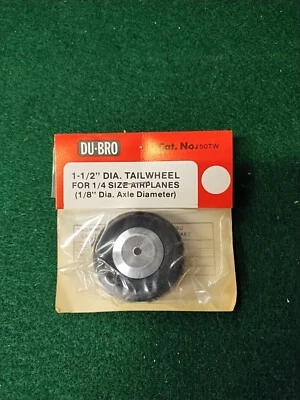 DU-BRO
Cat. No. 150TW
1-1/2" DIA. TAILWHEEL
FOR 1/4 SIZE AIRPLANES
(1/8" Dia. Axle Diameter)